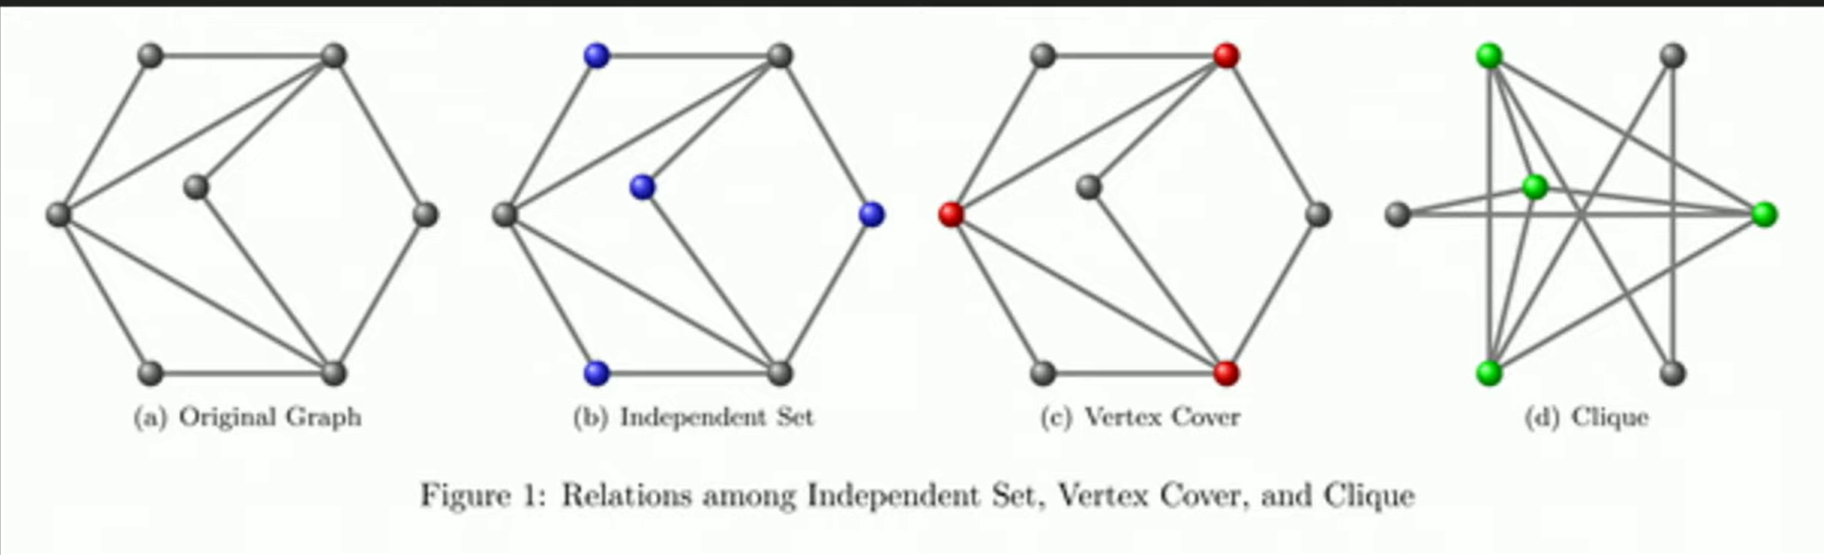 (a) Original Graph
(b) Independent Set
(c) Vertex Cover
(d) Clique
Figure 1: Relations among Independent Set, Vertex Cover, and Clique